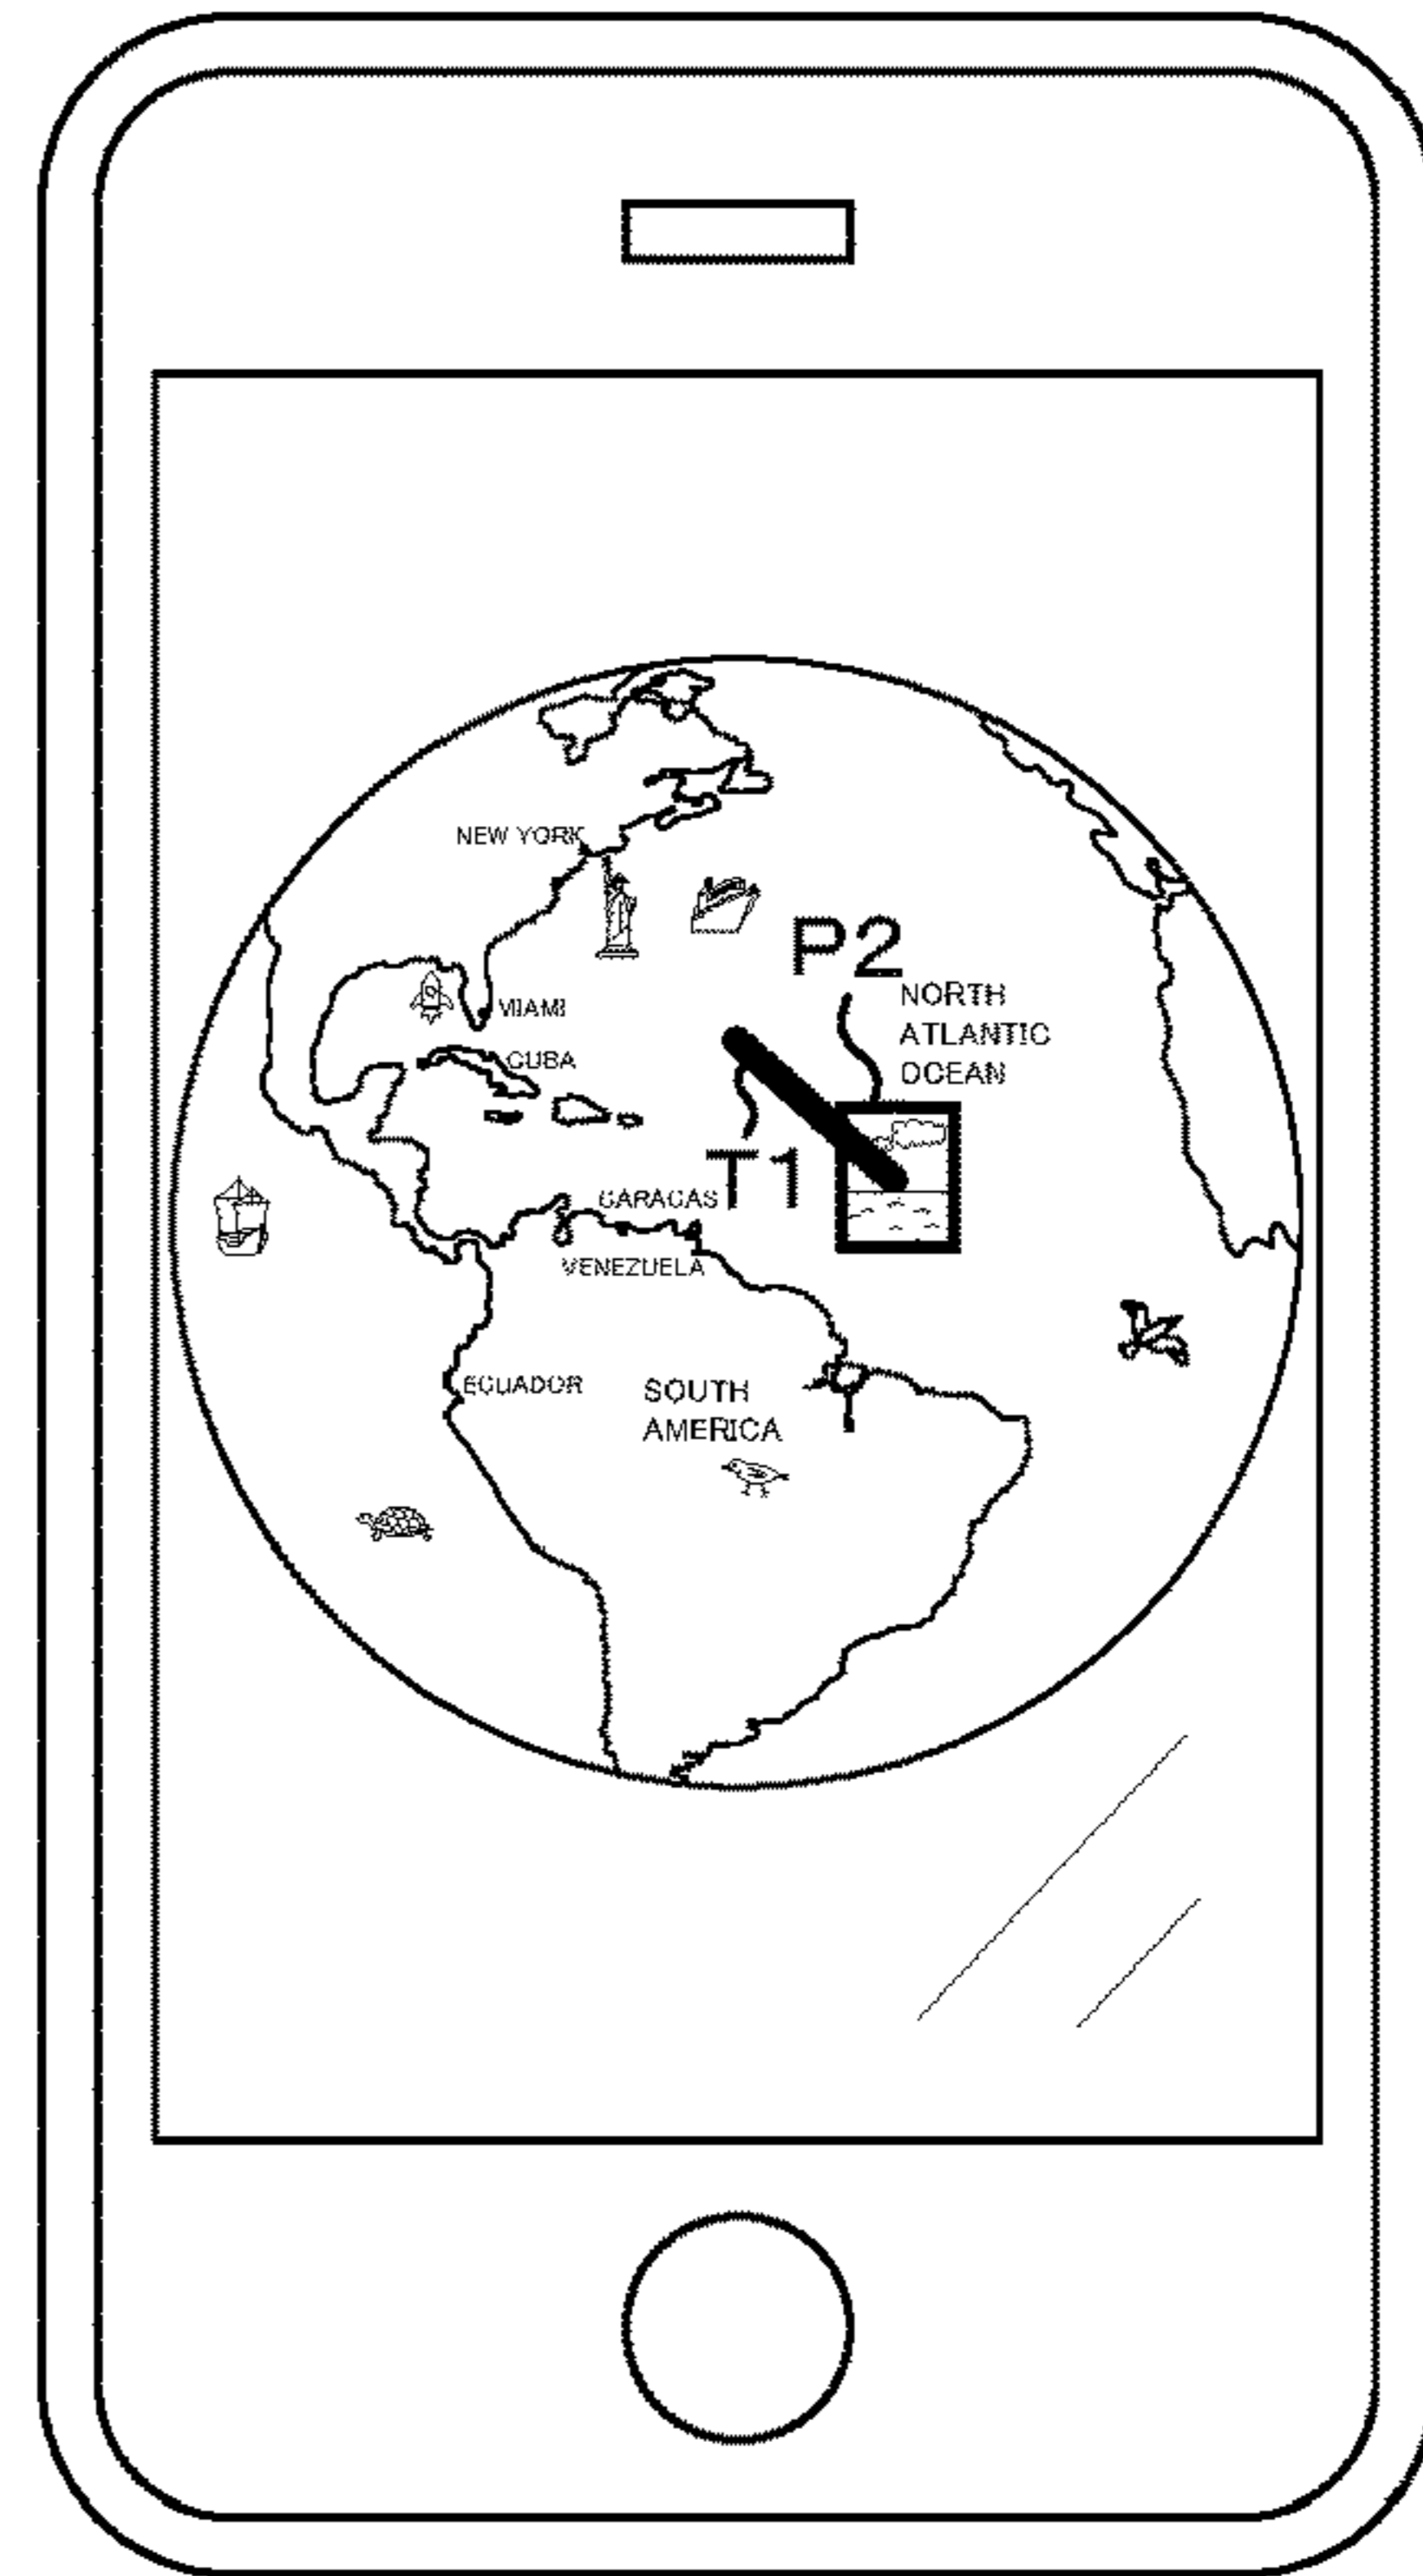 NEW YORK
P2
NORTH
ATLANTIC
OCEAN
MIAMI
CUBA
T1
CARACAS
VENEZUELA
ECUADOR
SOUTH
AMERICA